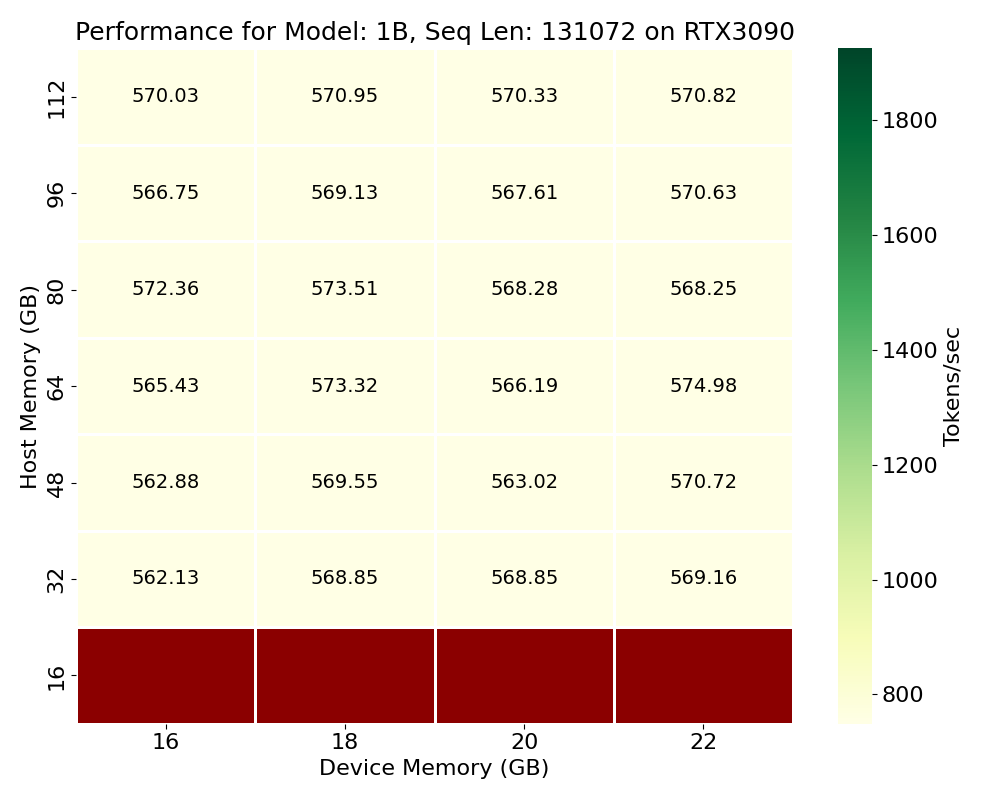 Performance for Model: 1B, Seq Len: 131072 on RTX3090
Host Memory (GB)
112
570.03 570.95 570.33 570.82
96
566.75 569.13 567.61 570.63
80
572.36 573.51 568.28 568.25
64
565.43 573.32 566.19 574.98
48
562.88 569.55 563.02 570.72
32
562.13 568.85 568.85 569.16
16
16 18 20 22
Device Memory (GB)
1800
1600
1400
1200
1000
800
Tokens/sec